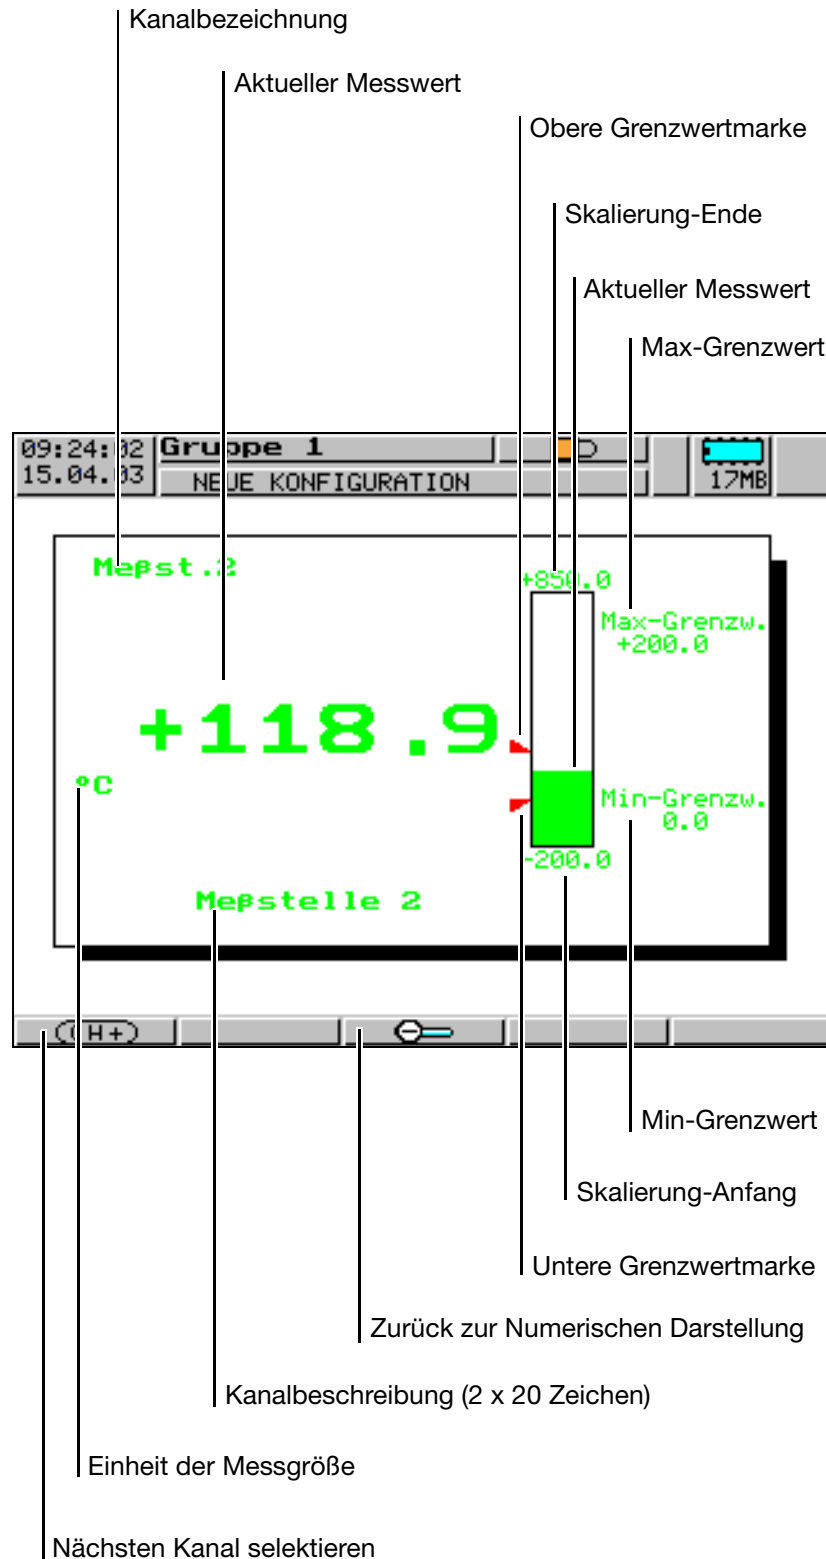 Kanalbezeichnung
Aktueller Messwert
Obere Grenzwertmarke
Skalierung-Ende
Aktueller Messwert
Max-Grenzwert
09:24:02 Gruppe 1
15.04.03 NEUE KONFIGURATION 17MB
Meßst.2
+850.0
Max-Grenzw.
+200.0
+118.9
°C
Min-Grenzw.
0.0
-200.0
Meßstelle 2
CH+
Min-Grenzwert
Skalierung-Anfang
Untere Grenzwertmarke
Zurück zur Numerischen Darstellung
Kanalbeschreibung (2 x 20 Zeichen)
Einheit der Messgröße
Nächsten Kanal selektieren